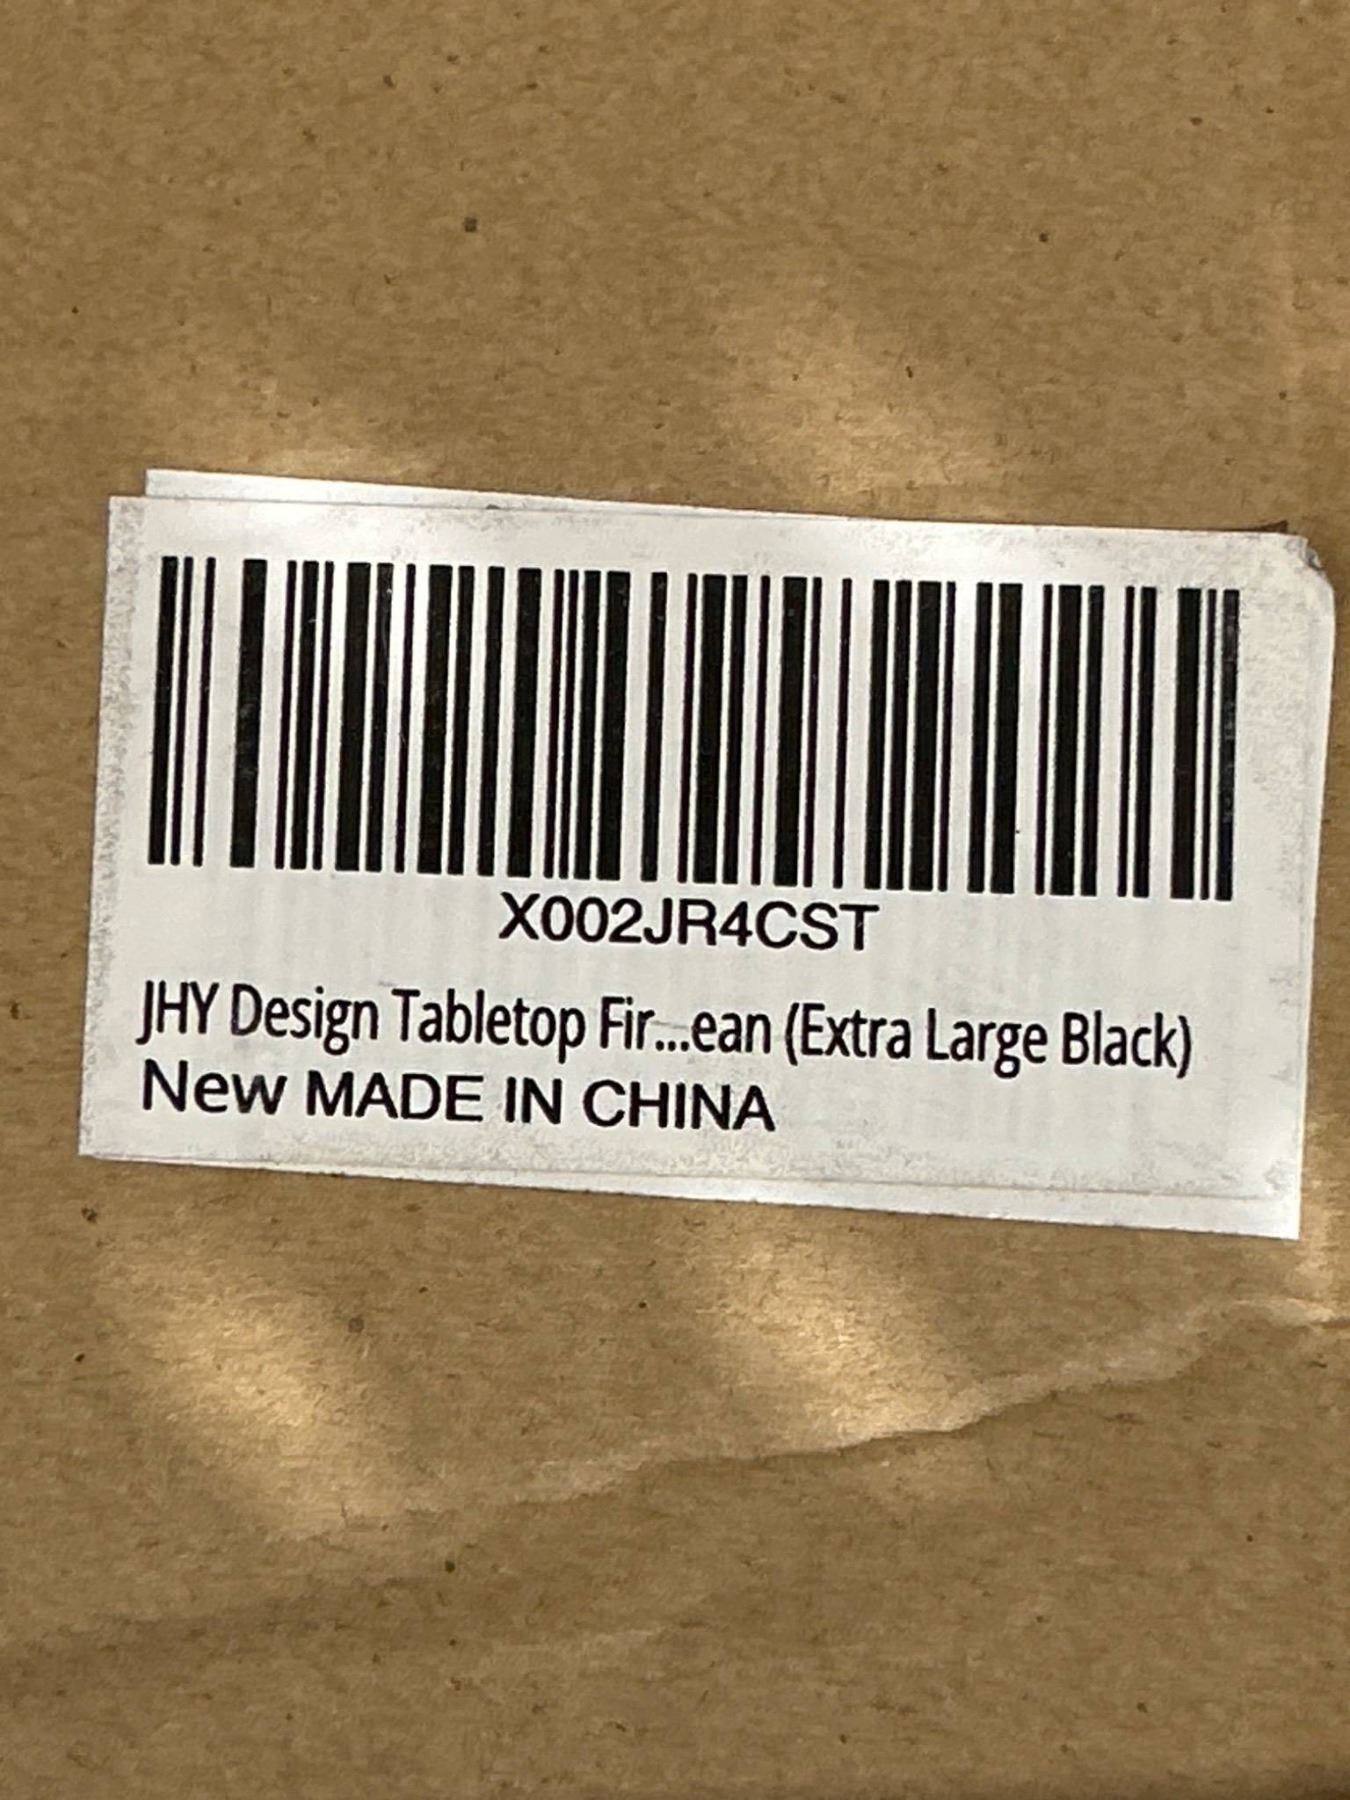 X002JR4CST
JHY Design Tabletop Fir...ean (Extra Large Black)
New MADE IN CHINA